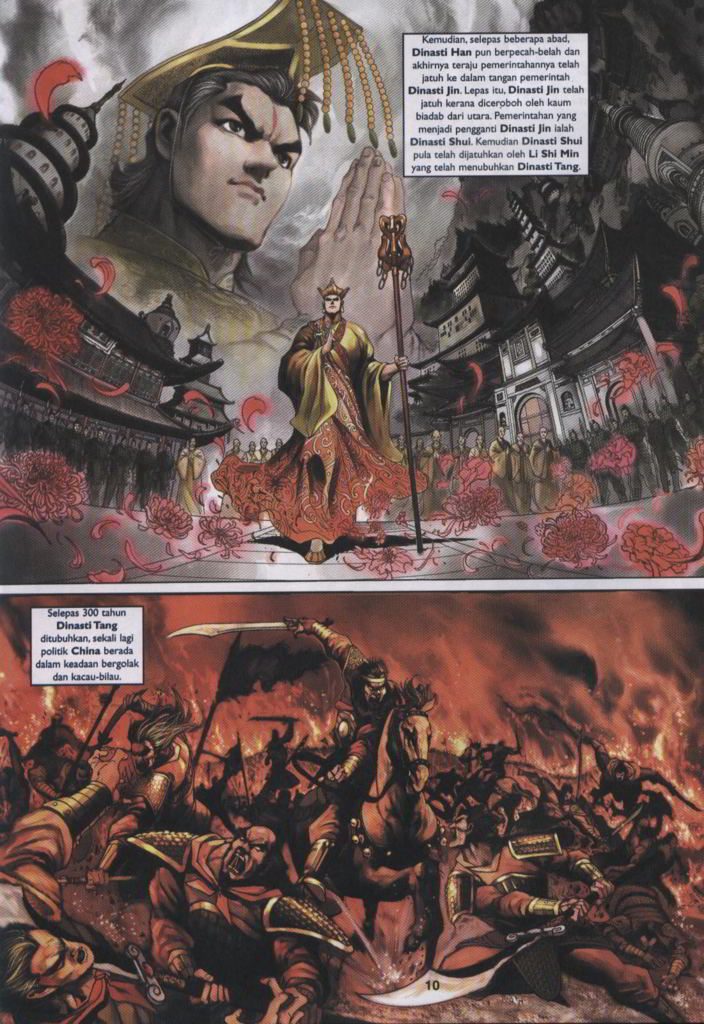 Kemudian, selepas beberapa abad,
Dinasti Han pun berpecah-belah dan
akhirnya teraju pemerintahannya telah
jatuh ke dalam tangan pemerintah
Dinasti Jin. Lepas itu, Dinasti Jin telah
jatuh kerana diceroboh oleh kaum
biadab dari utara. Pemerintahan yang
menjadi pengganti Dinasti Jin ialah
Dinasti Shui. Kemudian Dinasti Shui
pula telah dijatuhkan oleh Li Shi Min
yang telah menubuhkan Dinasti Tang.
Selepas 300 tahun
Dinasti Tang
ditubuhkan, sekali lagi
politik China berada
dalam keadaan bergolak
dan kacau-bilau.
10